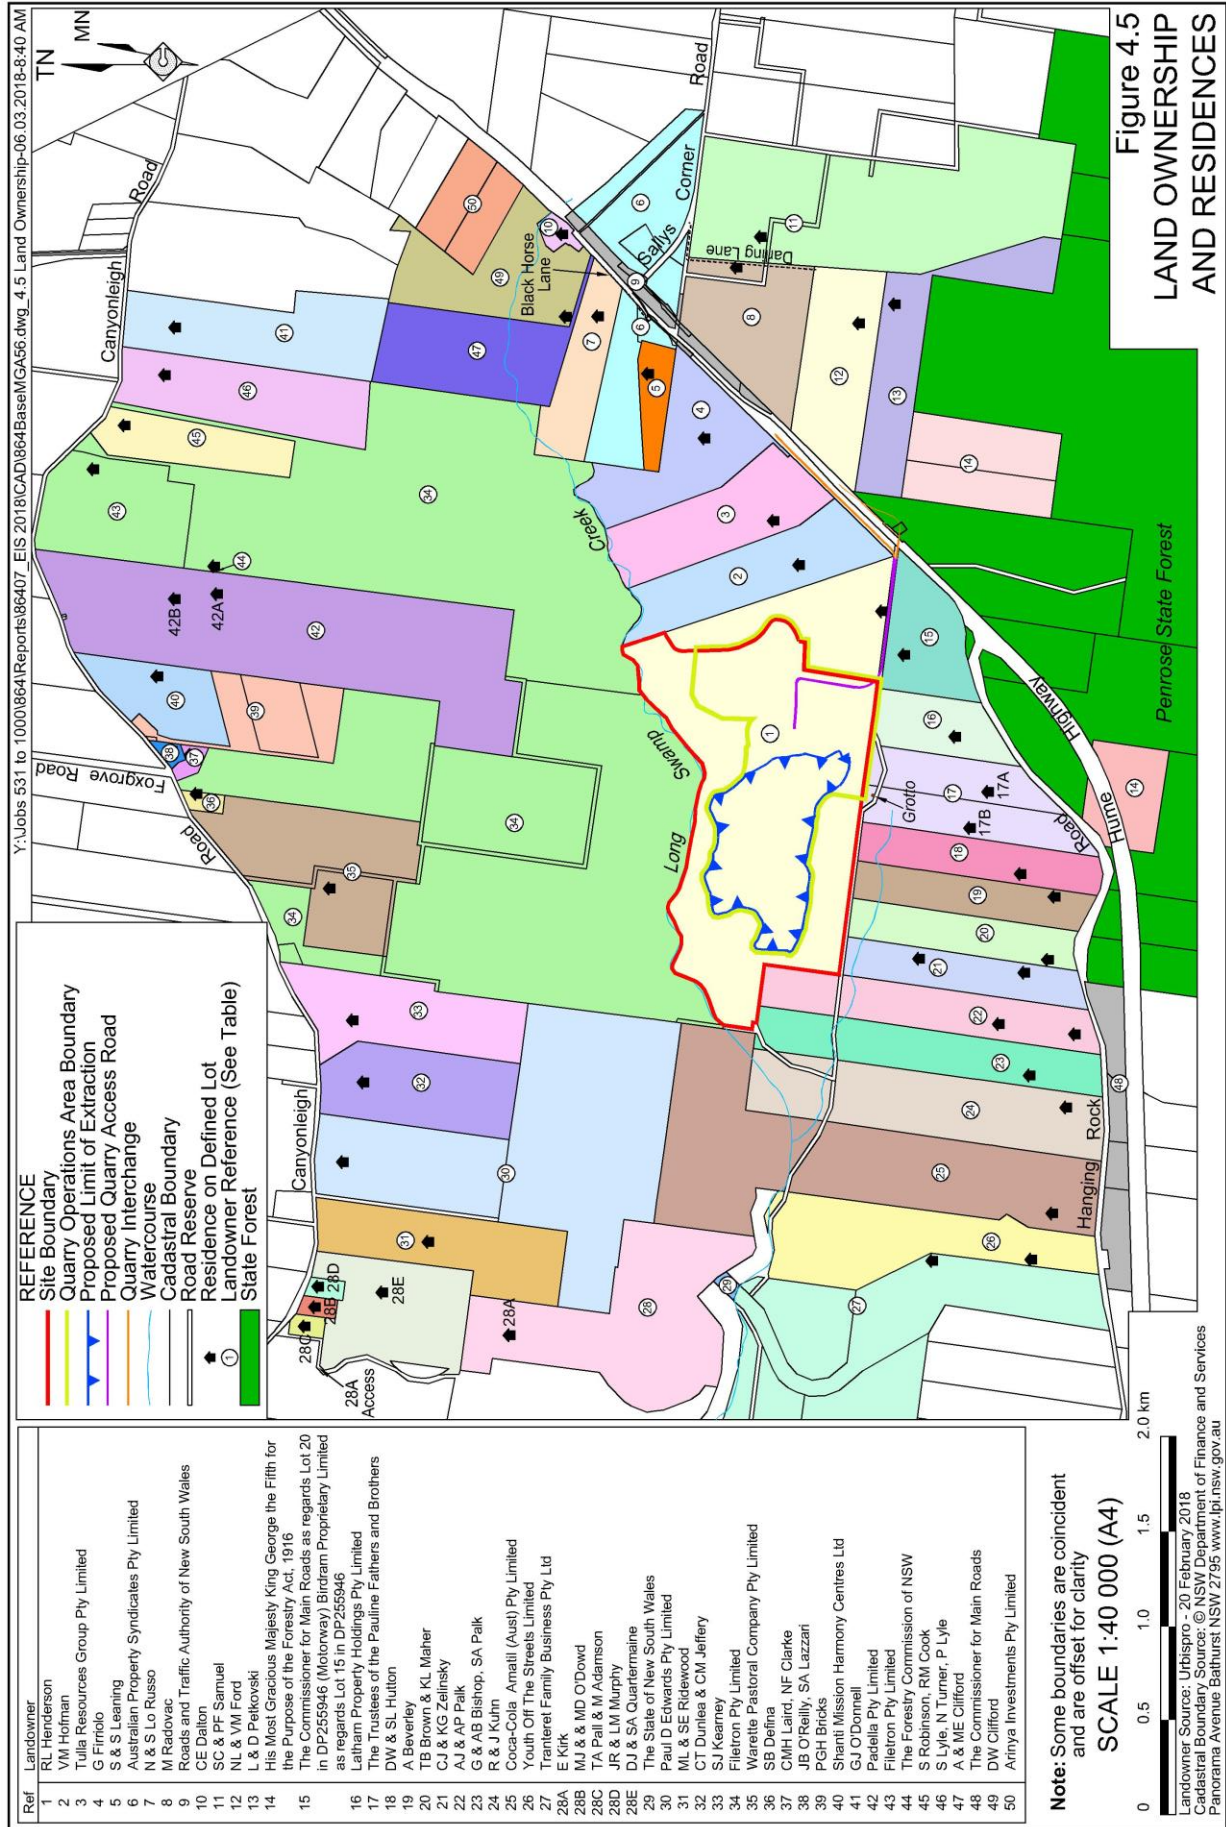 Y:\Jobs 531 to 1000\864\Reports\86407_EIS 2018\CAD\864BaseMGA56.dwg_4.5 Land Ownership-06.03.2018-8:40 AM
REFERENCE
Site Boundary
Quarry Operations Area Boundary
Proposed Limit of Extraction
Proposed Quarry Access Road
Quarry Interchange
Watercourse
Cadastral Boundary
Road Reserve
Residence on Defined Lot
1 Landowner Reference (See Table)
State Forest
TN
MN
Canyonleigh
Road
Canyonleigh
Road
Foxgrove Road
Black Horse
Lane
Sallys
Corner
Road
Darling Lane
Long
Swamp
Creek
Grotto
Hanging
Rock
Road
Hume
Highway
Penrose State Forest
28A
Access
28C
28B
28D
28E
28A
28
29
31
30
32
33
34
35
34
36
37
38
39
40
42B
42A
42
44
43
34
45
46
41
47
49
50
10
7
6
9
6
5
4
3
2
1
8
11
12
13
14
15
16
17
17A
17B
18
19
20
21
22
23
24
25
26
27
48
14
Ref Landowner
1 RL Henderson
2 VM Hofman
3 Tulla Resources Group Pty Limited
4 G Firriolo
5 S & S Leaning
6 Australian Property Syndicates Pty Limited
7 N & S Lo Russo
8 M Radovac
9 Roads and Traffic Authority of New South Wales
10 CE Dalton
11 SC & PF Samuel
12 NL & VM Ford
13 L & D Petkovski
14 His Most Gracious Majesty King George the Fifth for
the Purpose of the Forestry Act, 1916
15 The Commissioner for Main Roads as regards Lot 20
in DP255946 (Motorway) Birdram Proprietary Limited
as regards Lot 15 in DP255946
16 Latham Property Holdings Pty Limited
17 The Trustees of the Pauline Fathers and Brothers
18 DW & SL Hutton
19 A Beverley
20 TB Brown & KL Maher
21 CJ & KG Zelinsky
22 AJ & AP Palk
23 G & AB Bishop, SA Palk
24 R & J Kuhn
25 Coca-Cola Amatil (Aust) Pty Limited
26 Youth Off The Streets Limited
27 Tranteret Family Business Pty Ltd
28A E Kirk
28B MJ & MD O'Dowd
28C TA Pall & M Adamson
28D JR & LM Murphy
28E DJ & SA Quartermaine
29 The State of New South Wales
30 Paul D Edwards Pty Limited
31 ML & SE Ridewood
32 CT Dunlea & CM Jeffery
33 SJ Kearney
34 Filetron Pty Limited
35 Warette Pastoral Company Pty Limited
36 SB Defina
37 CMH Laird, NF Clarke
38 JB O'Reilly, SA Lazzari
39 PGH Bricks
40 Shanti Mission Harmony Centres Ltd
41 GJ O'Donnell
42 Padella Pty Limited
43 Filetron Pty Limited
44 The Forestry Commission of NSW
45 S Robinson, RM Cook
46 S Lyle, N Turner, P Lyle
47 A & ME Clifford
48 The Commissioner for Main Roads
49 DW Clifford
50 Arinya Investments Pty Limited
Note: Some boundaries are coincident
and are offset for clarity
SCALE 1:40 000 (A4)
0 0.5 1.0 1.5 2.0 km
Landowner Source: Urbispro - 20 February 2018
Cadastral Boundary Source: © NSW Department of Finance and Services
Panorama Avenue Bathurst NSW 2795 www.lpi.nsw.gov.au
Figure 4.5
LAND OWNERSHIP
AND RESIDENCES